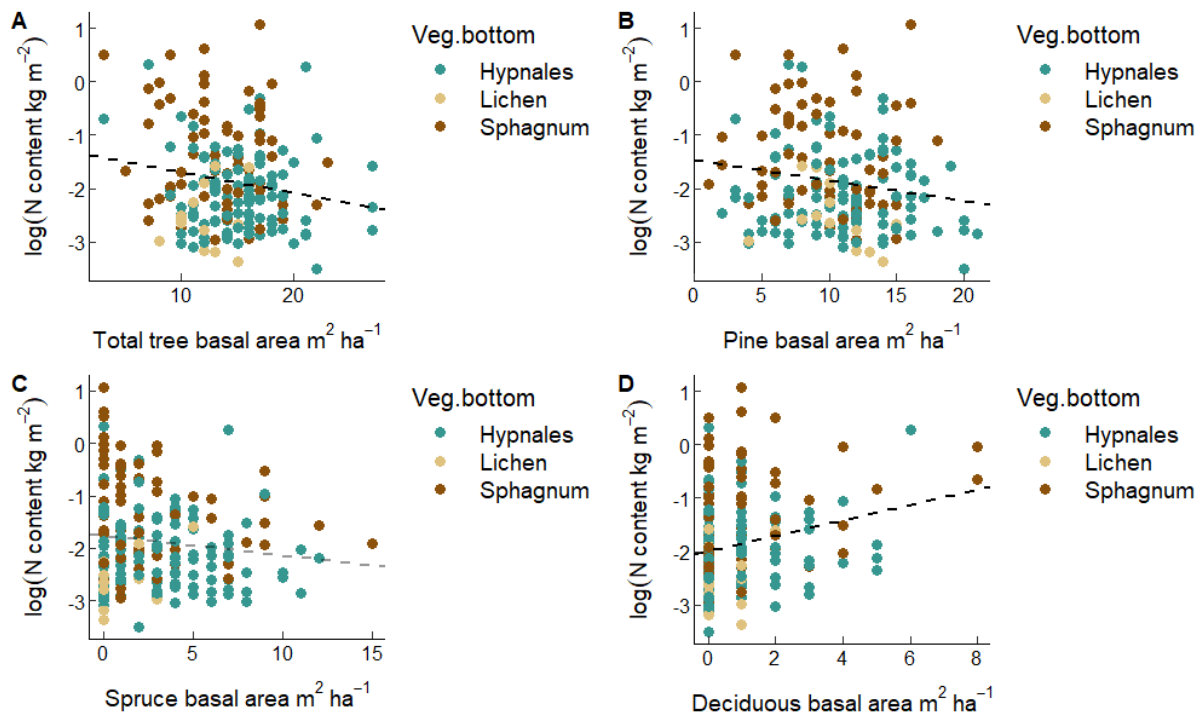 A
log(N content kg m⁻²)
1
0
-1
-2
-3
10 20
Total tree basal area m² ha⁻¹
Veg.bottom
Hypnales
Lichen
Sphagnum
B
log(N content kg m⁻²)
1
0
-1
-2
-3
0 5 10 15 20
Pine basal area m² ha⁻¹
Veg.bottom
Hypnales
Lichen
Sphagnum
C
log(N content kg m⁻²)
1
0
-1
-2
-3
0 5 10 15
Spruce basal area m² ha⁻¹
Veg.bottom
Hypnales
Lichen
Sphagnum
D
log(N content kg m⁻²)
1
0
-1
-2
-3
0 2 4 6 8
Deciduous basal area m² ha⁻¹
Veg.bottom
Hypnales
Lichen
Sphagnum